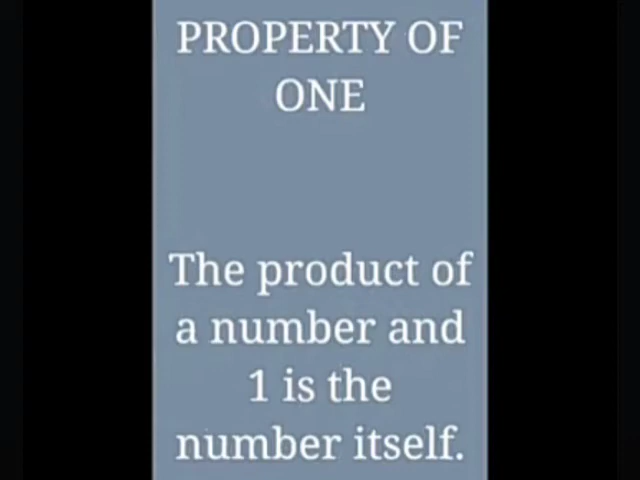 PROPERTY OF
ONE
The product of
a number and
1 is the
number itself.